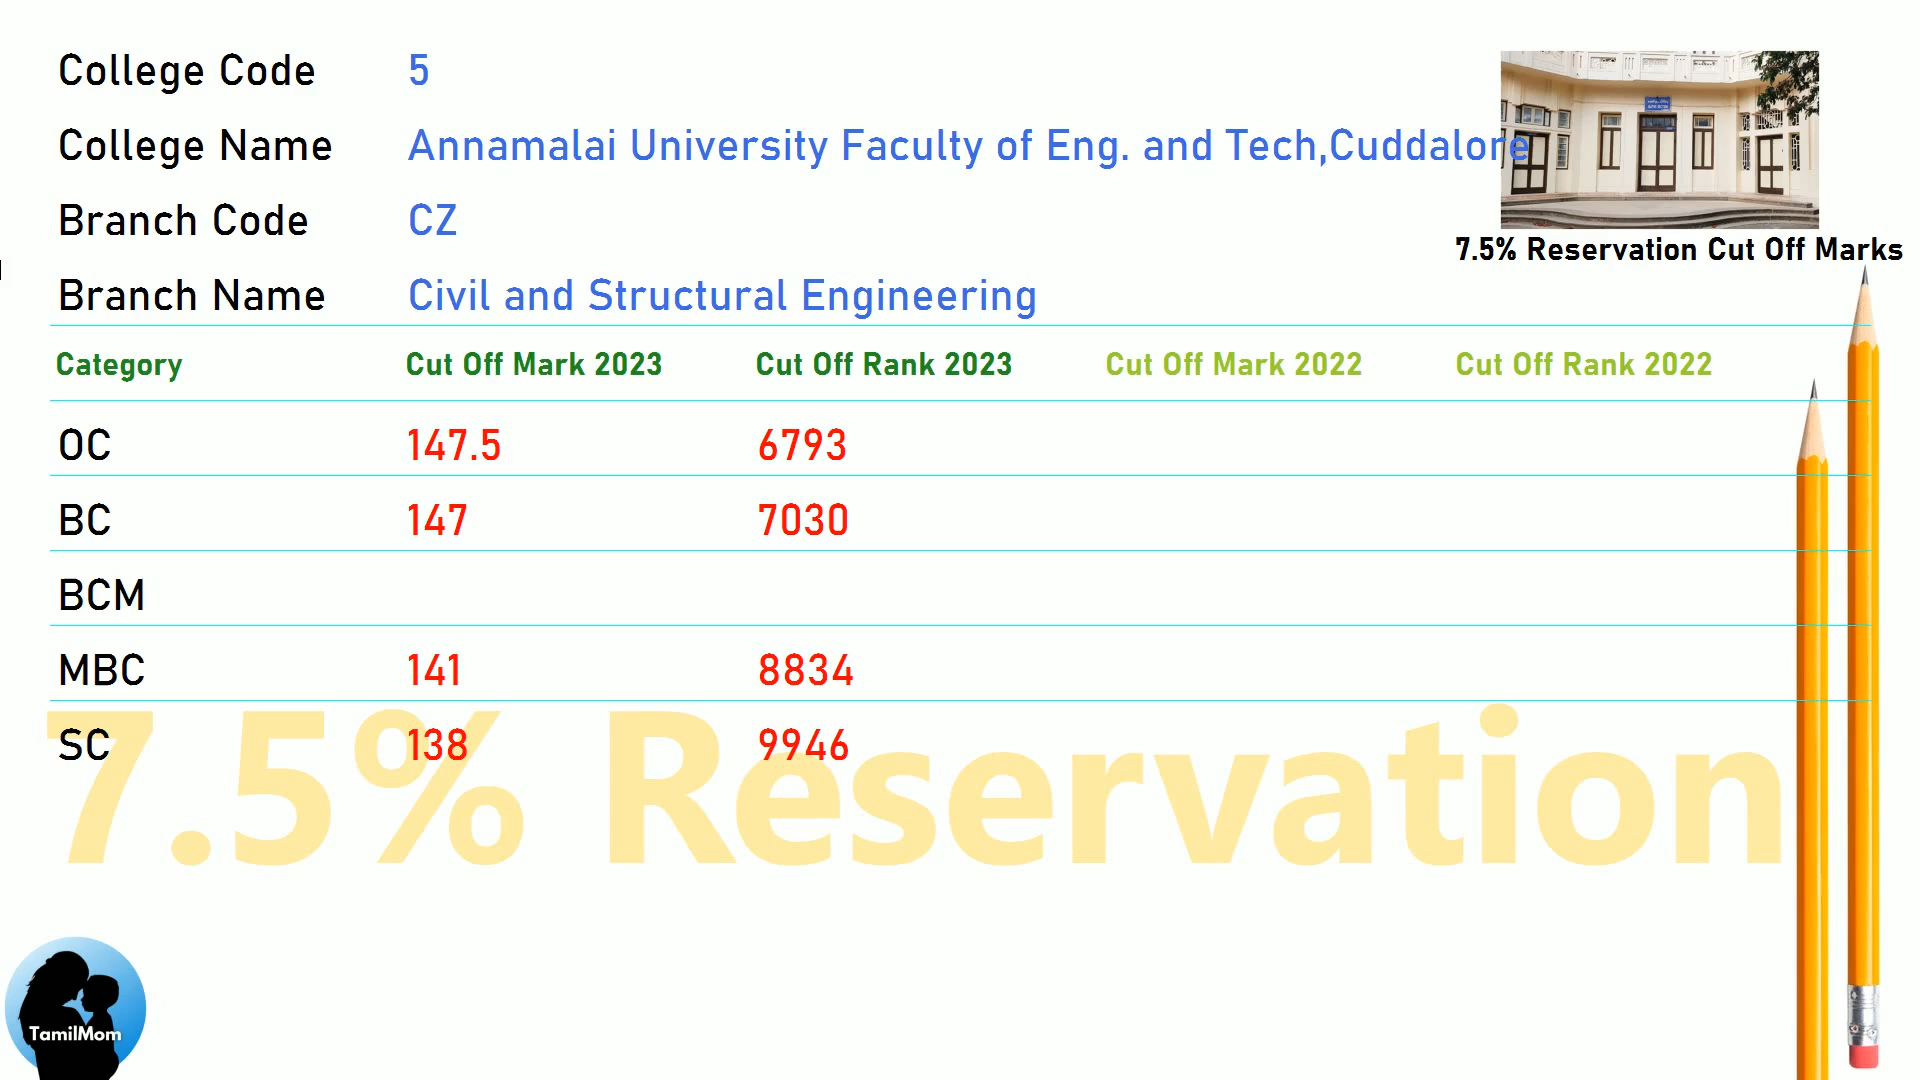 College Code 5
College Name Annamalai University Faculty of Eng. and Tech,Cuddalore
Branch Code CZ
7.5% Reservation Cut Off Marks
Branch Name Civil and Structural Engineering
Category Cut Off Mark 2023 Cut Off Rank 2023 Cut Off Mark 2022 Cut Off Rank 2022
OC 147.5 6793
BC 147 7030
BCM
MBC 141 8834
SC 138 9946
7.5% Reservation
TamilMom